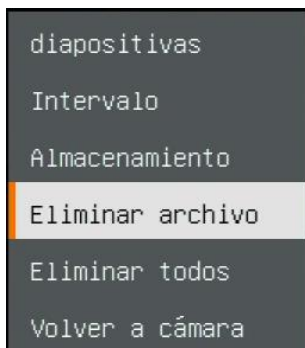 diapositivas
Intervalo
Almacenamiento
Eliminar archivo
Eliminar todos
Volver a cámara